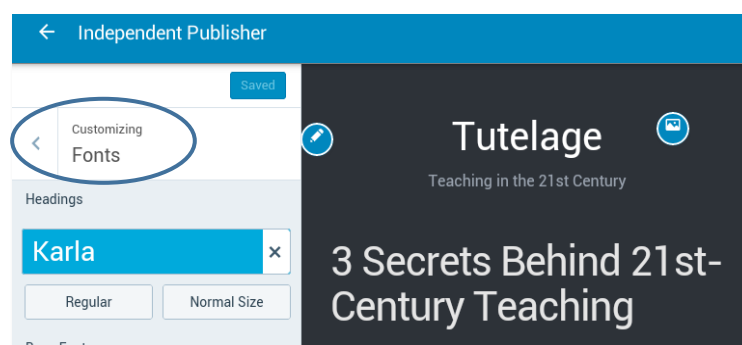 Independent Publisher
Saved
Customizing
Fonts
Headings
Karla
Regular
Normal Size
Tutelage
Teaching in the 21st Century
3 Secrets Behind 21st-
Century Teaching